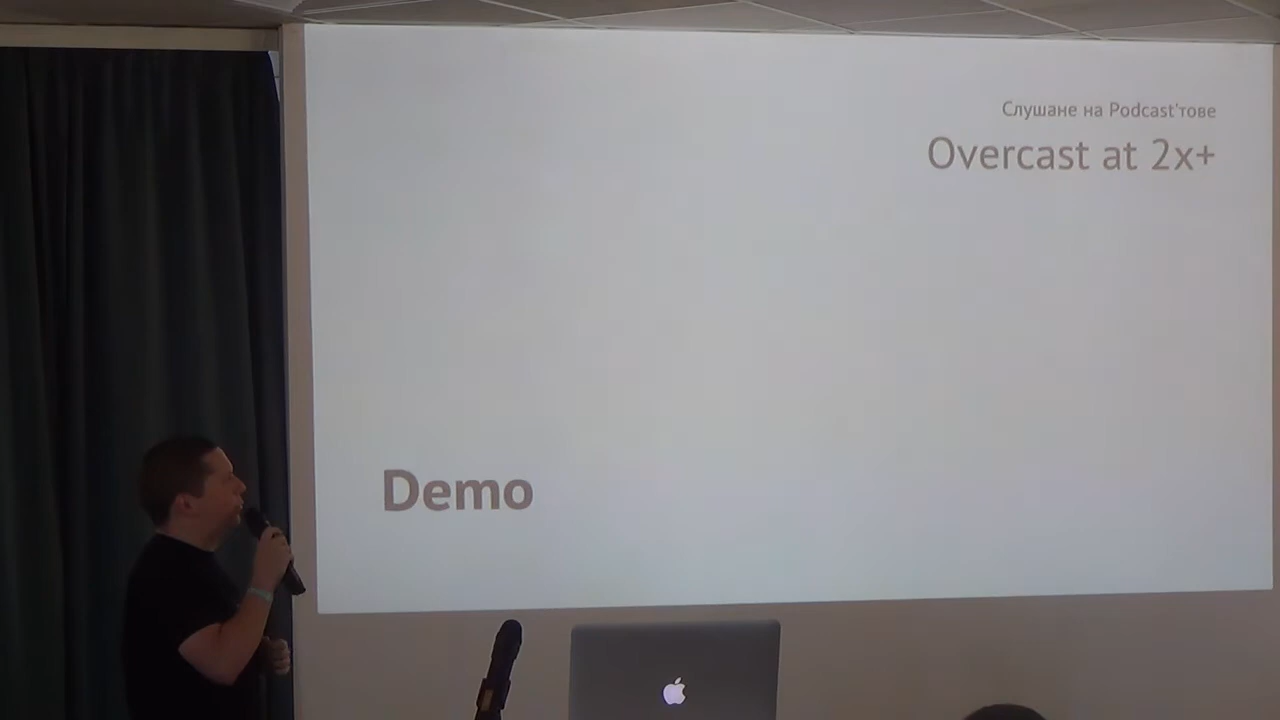 Слушане на Podcast'тове
Overcast at 2x+
Demo